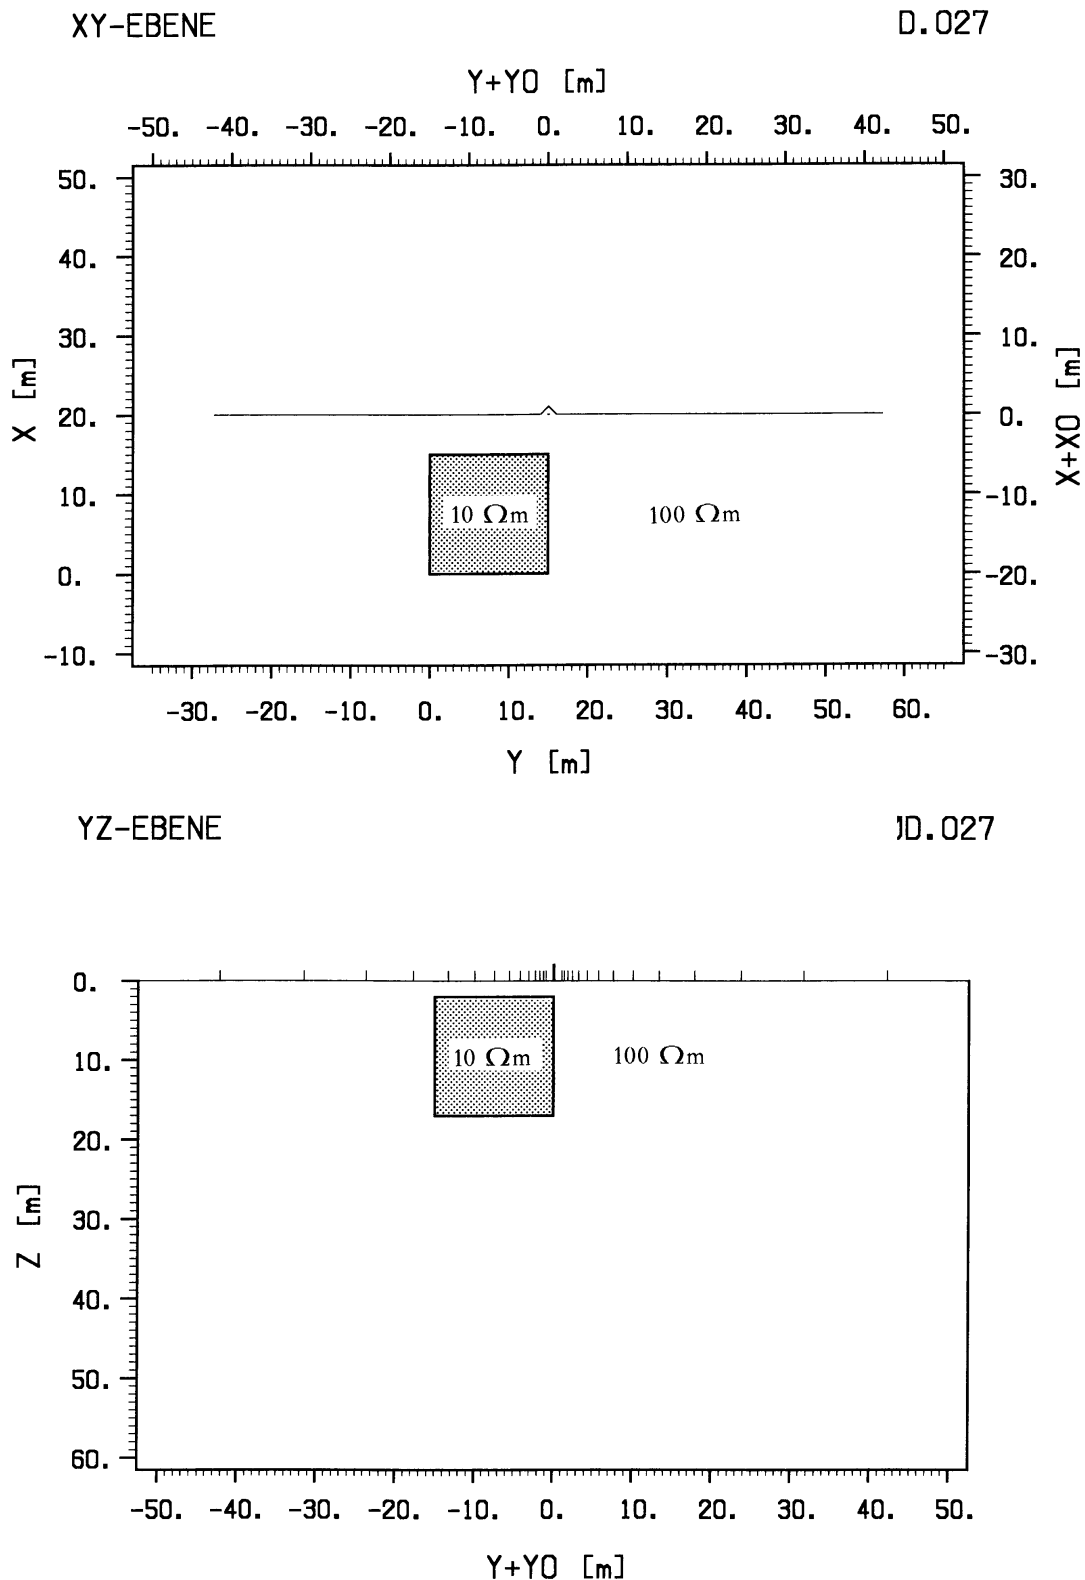 XY-EBENE D.027
Y+YO [m]
-50. -40. -30. -20. -10. 0. 10. 20. 30. 40. 50.
50. 30.
40. 20.
30. 10.
X [m] 20. 0. X+XO [m]
10. 10 Ωm 100 Ωm -10.
0. -20.
-10. -30.
-30. -20. -10. 0. 10. 20. 30. 40. 50. 60.
Y [m]
YZ-EBENE D.027
0.
10. 10 Ωm 100 Ωm
20.
Z [m] 30.
40.
50.
60.
-50. -40. -30. -20. -10. 0. 10. 20. 30. 40. 50.
Y+YO [m]